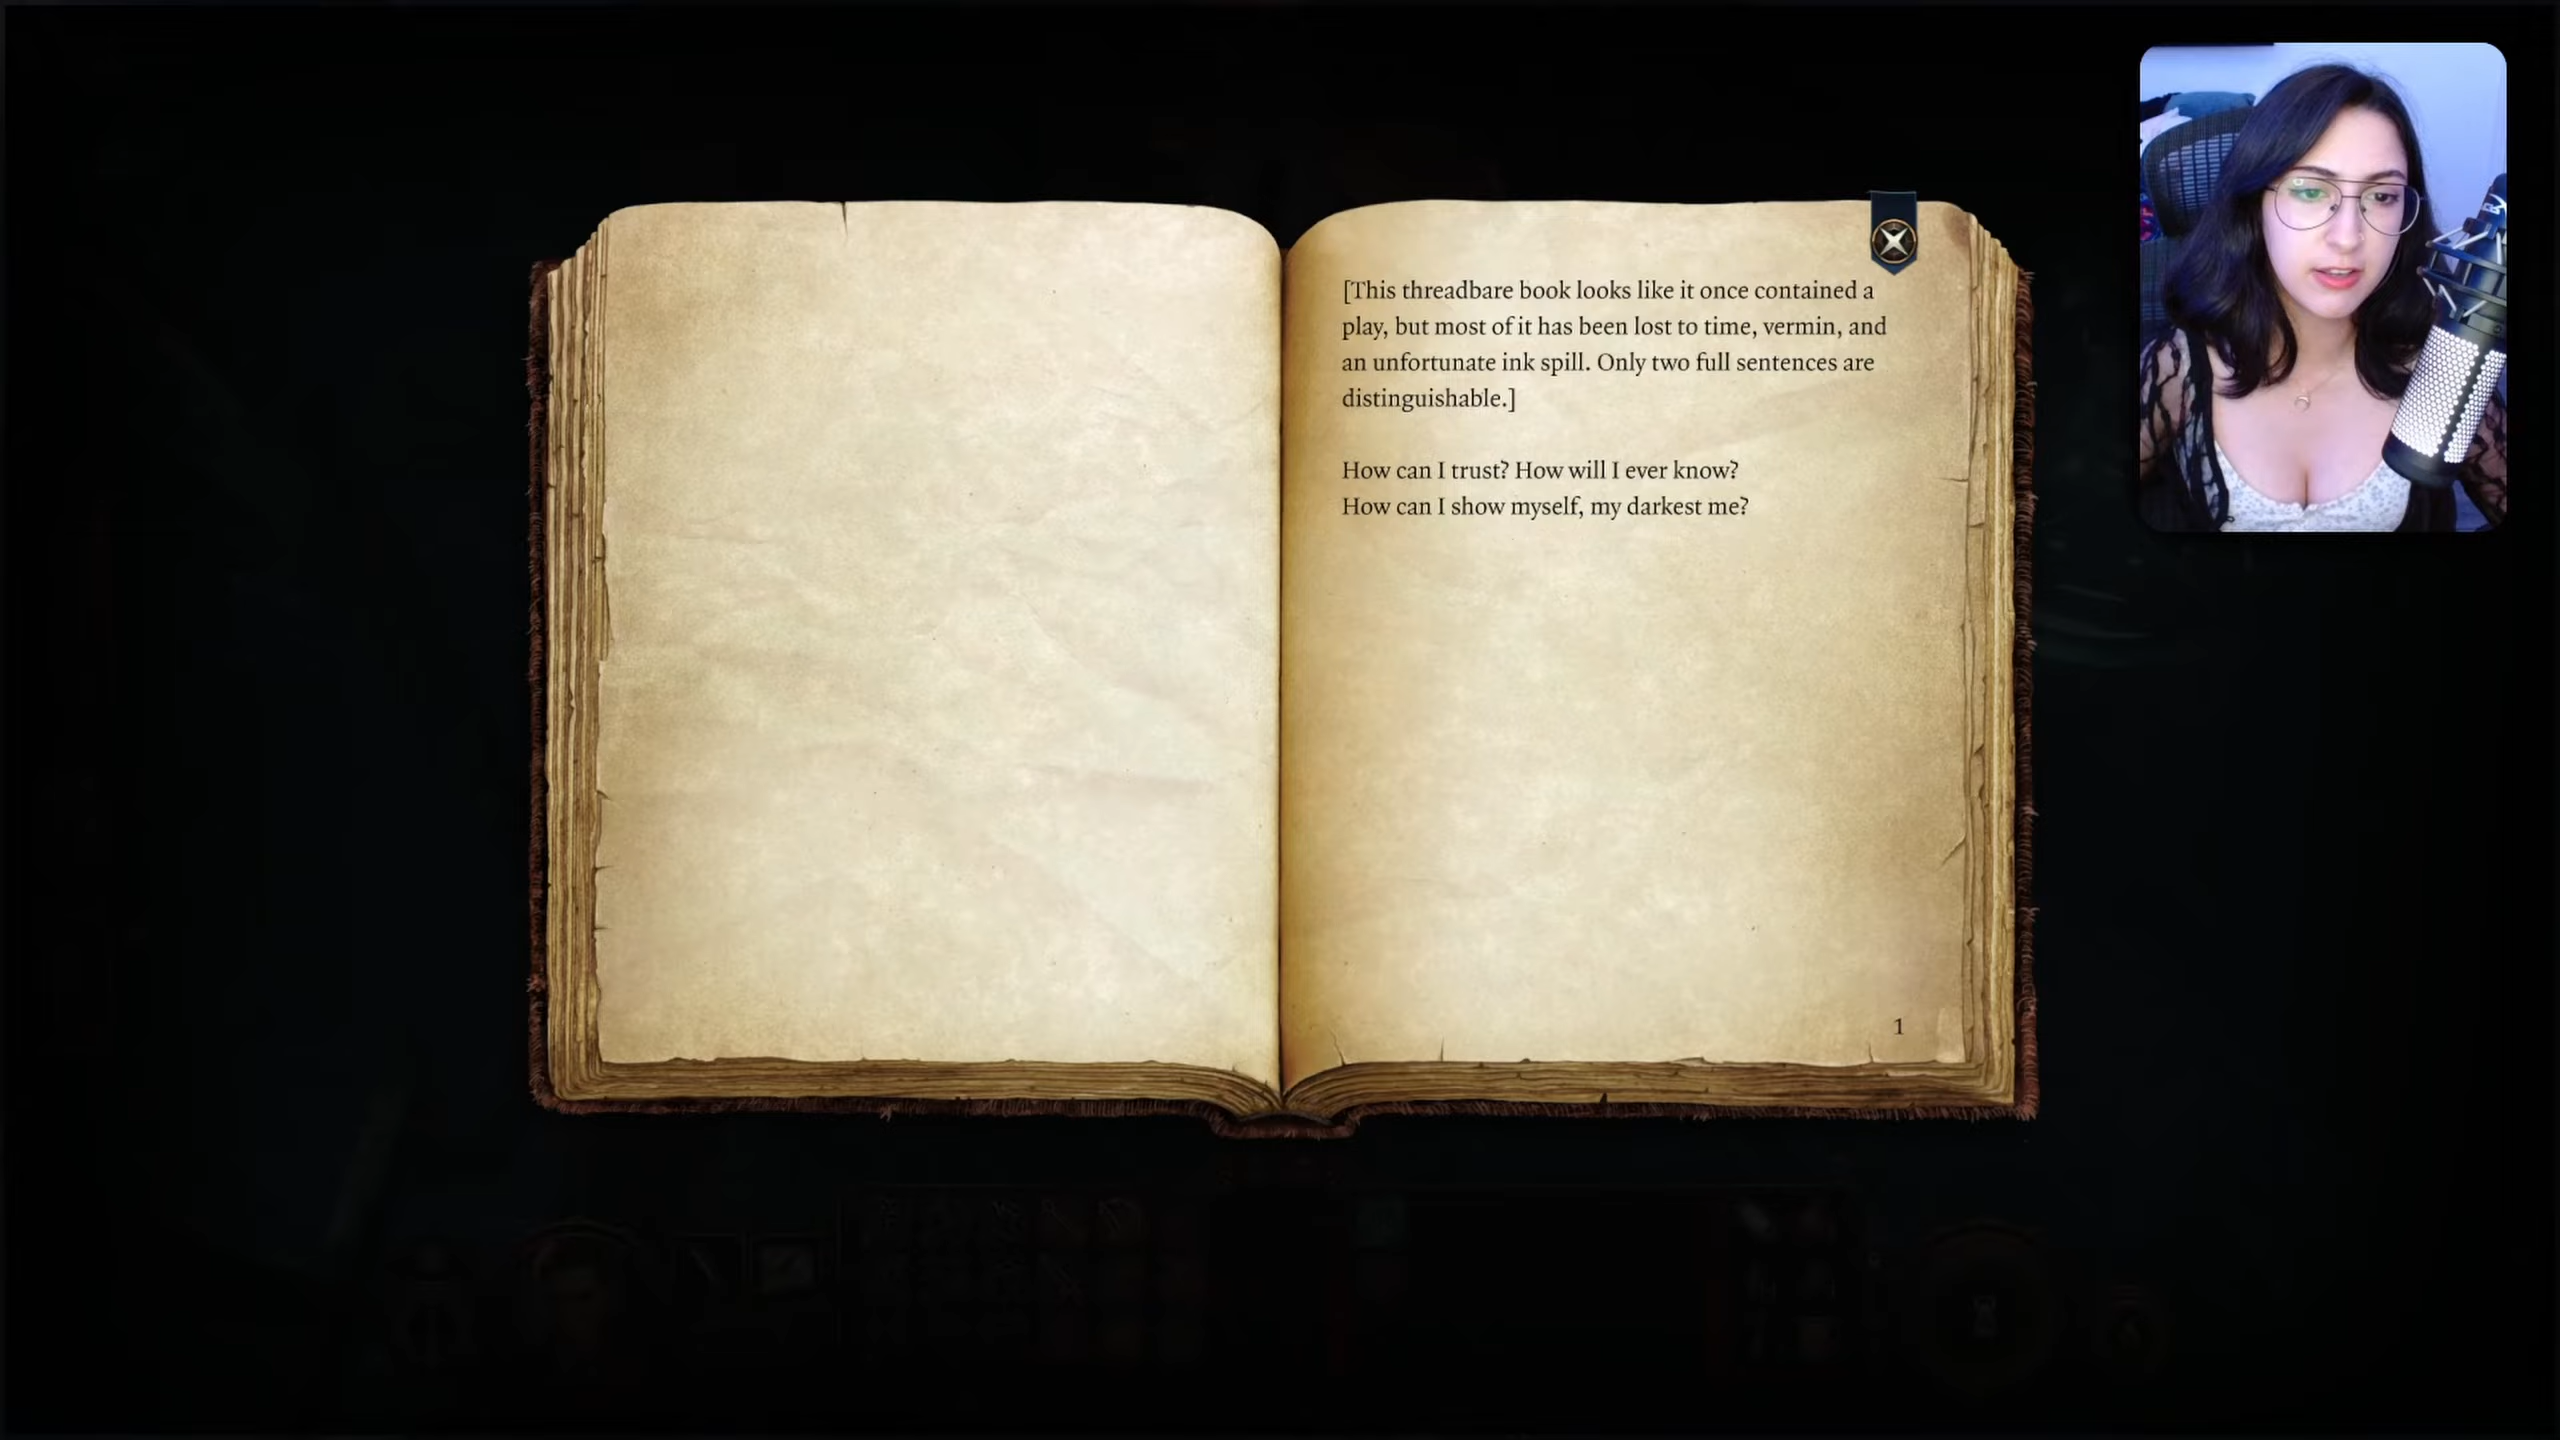 [This threadbare book looks like it once contained a
play, but most of it has been lost to time, vermin, and
an unfortunate ink spill. Only two full sentences are
distinguishable.]
How can I trust? How will I ever know?
How can I show myself, my darkest me?
1